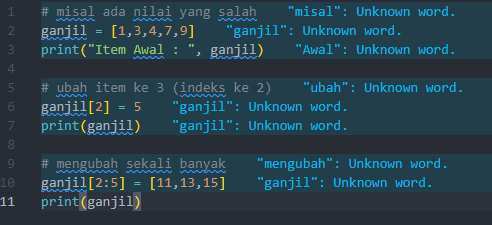 1 # misal ada nilai yang salah "misal": Unknown word.
2 ganjil = [1,3,4,7,9] "ganjil": Unknown word.
3 print("Item Awal : ", ganjil) "Awal": Unknown word.
4
5 # ubah item ke 3 (indeks ke 2) "ubah": Unknown word.
6 ganjil[2] = 5 "ganjil": Unknown word.
7 print(ganjil) "ganjil": Unknown word.
8
9 # mengubah sekali banyak "mengubah": Unknown word.
10 ganjil[2:5] = [11,13,15] "ganjil": Unknown word.
11 print(ganjil)